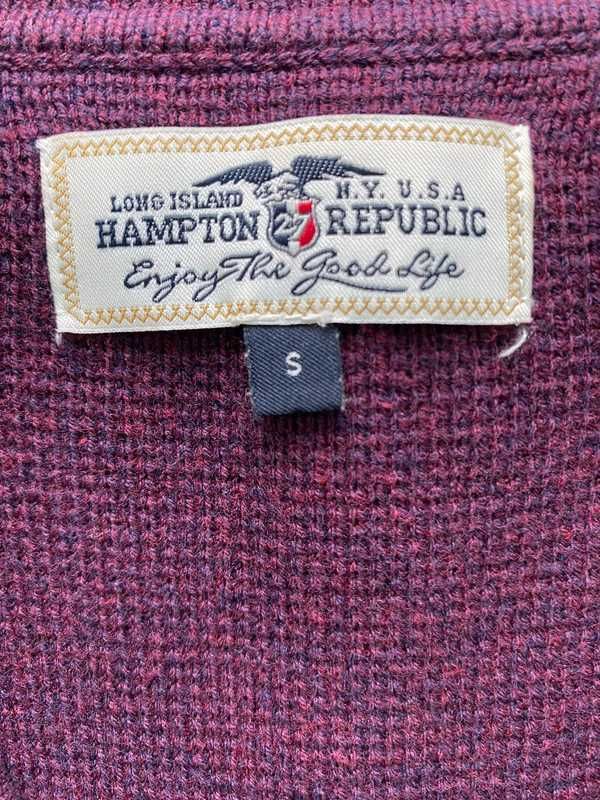 LONG ISLAND N.Y. U.S.A
HAMPTON 27 REPUBLIC
Enjoy The Good Life
S